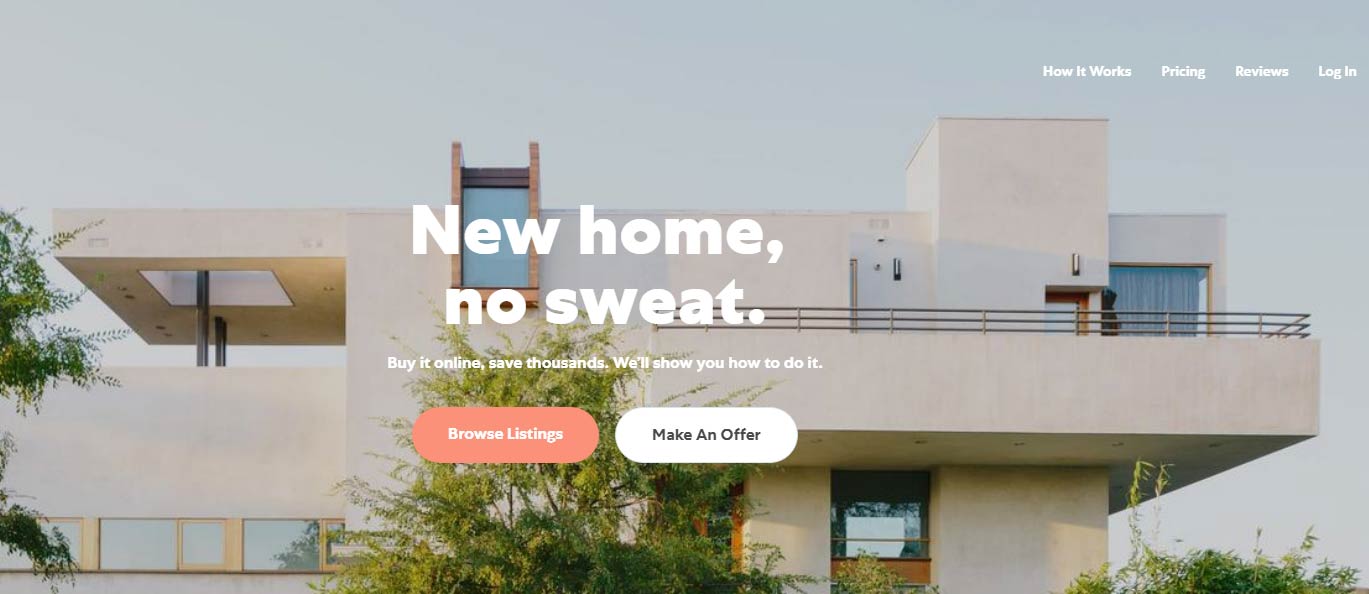 How It Works Pricing Reviews Log In
New home,
no sweat.
Buy it online, save thousands. We'll show you how to do it.
Browse Listings Make An Offer